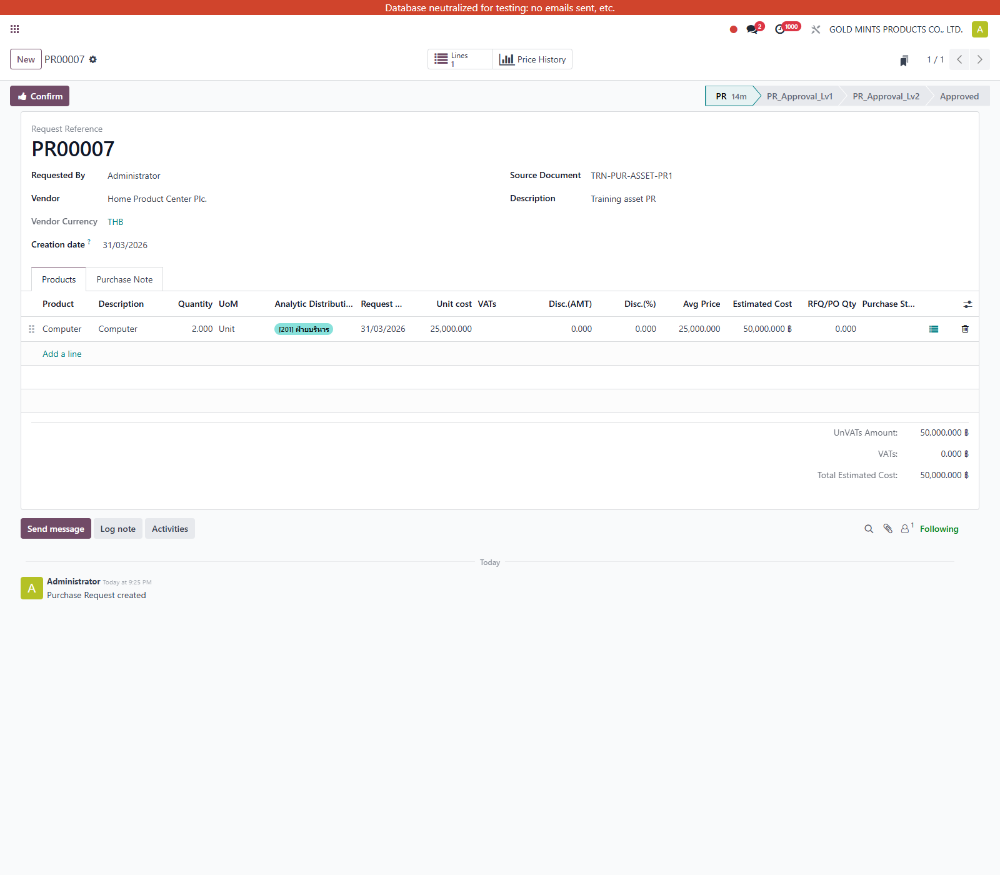 Database neutralized for testing: no emails sent, etc.
2
1000
GOLD MINTS PRODUCTS CO., LTD.
A
New
PR00007
Lines
1
Price History
1 / 1
Confirm
PR 14m
PR_Approval_Lv1
PR_Approval_Lv2
Approved
Request Reference
PR00007
Requested By Administrator
Source Document TRN-PUR-ASSET-PR1
Vendor Home Product Center Plc.
Description Training asset PR
Vendor Currency THB
Creation date ? 31/03/2026
Products Purchase Note
Product Description Quantity UoM Analytic Distributi... Request ... Unit cost VATs Disc.(AMT) Disc.(%) Avg Price Estimated Cost RFQ/PO Qty Purchase St...
Computer Computer 2.000 Unit [201] ฝ่ายบริหาร 31/03/2026 25,000.000 0.000 0.000 25,000.000 50,000.000 ฿ 0.000
Add a line
UnVATs Amount: 50,000.000 ฿
VATs: 0.000 ฿
Total Estimated Cost: 50,000.000 ฿
Send message Log note Activities
1 Following
Today
A
Administrator Today at 9:25 PM
Purchase Request created